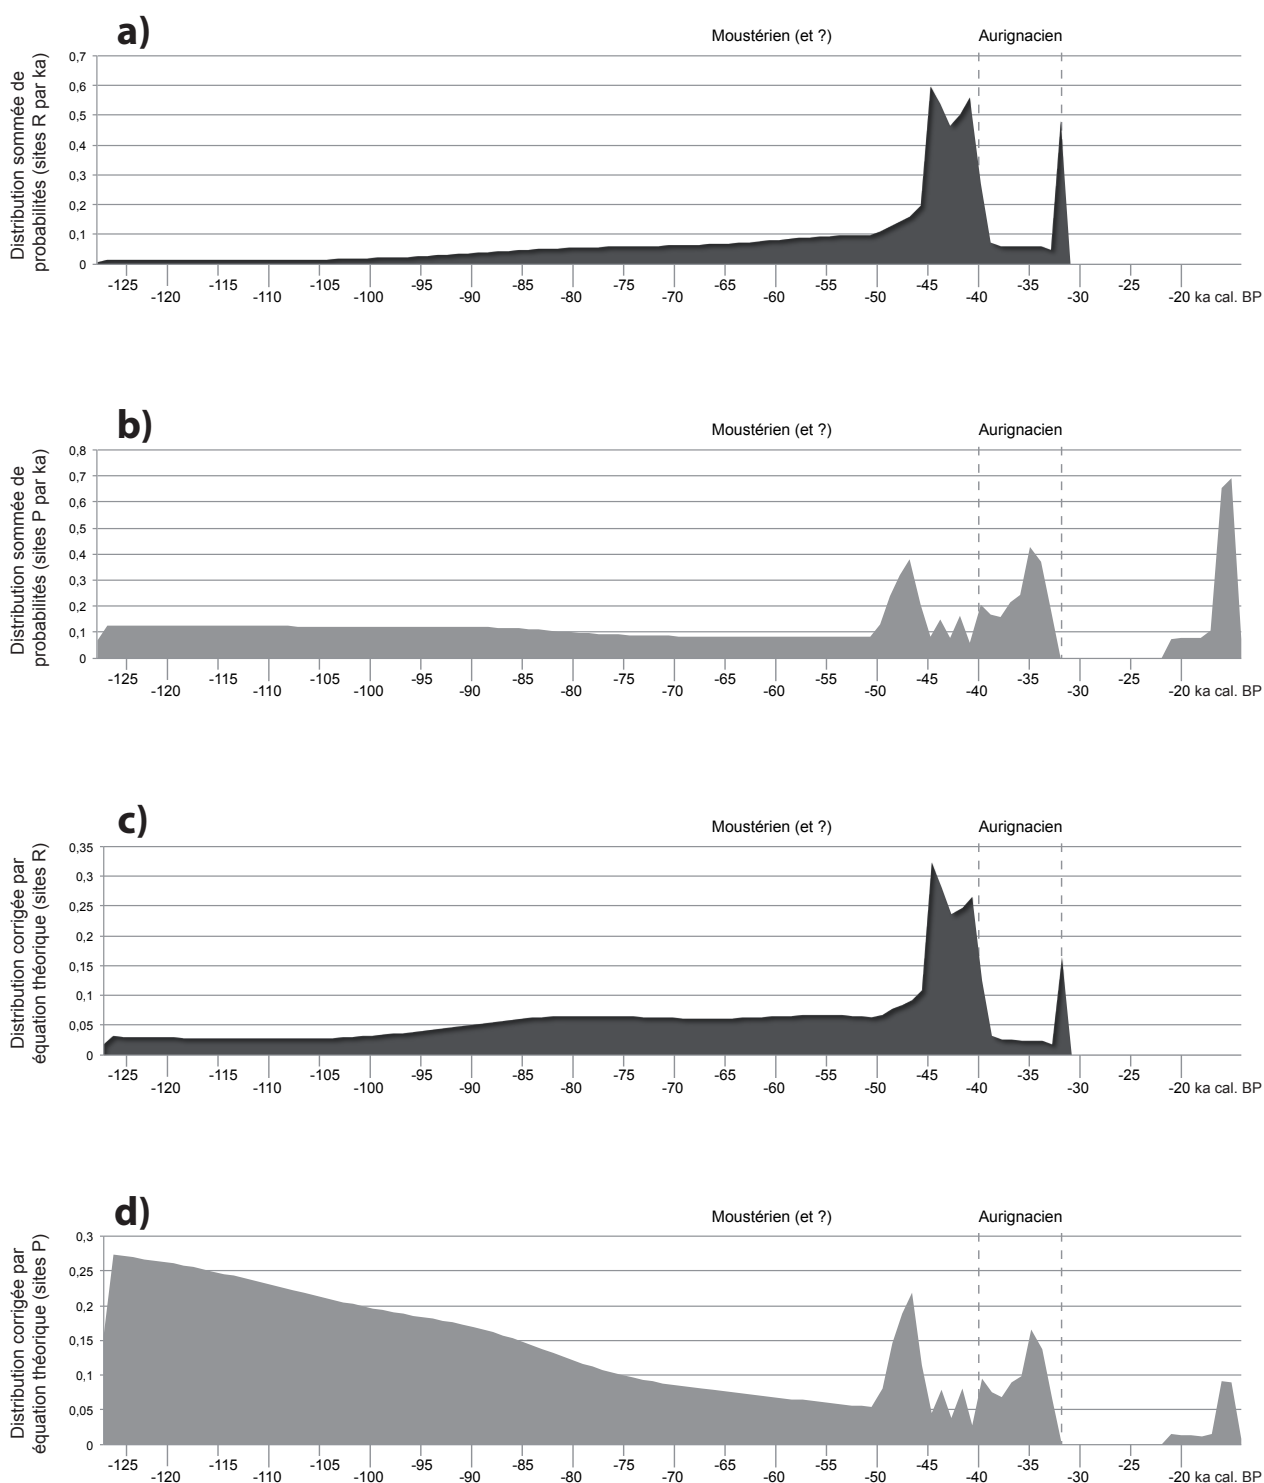 a)
Moustérien (et ?) Aurignacien
Distribution sommée de
probabilités (sites R par ka)
0,7
0,6
0,5
0,4
0,3
0,2
0,1
0
-125 -115 -105 -95 -85 -75 -65 -55 -45 -35 -25
-120 -110 -100 -90 -80 -70 -60 -50 -40 -30 -20 ka cal. BP
b)
Moustérien (et ?) Aurignacien
Distribution sommée de
probabilités (sites P par ka)
0,8
0,7
0,6
0,5
0,4
0,3
0,2
0,1
0
-125 -115 -105 -95 -85 -75 -65 -55 -45 -35 -25
-120 -110 -100 -90 -80 -70 -60 -50 -40 -30 -20 ka cal. BP
c)
Moustérien (et ?) Aurignacien
Distribution corrigée par
équation théorique (sites R)
0,35
0,3
0,25
0,2
0,15
0,1
0,05
0
-125 -115 -105 -95 -85 -75 -65 -55 -45 -35 -25
-120 -110 -100 -90 -80 -70 -60 -50 -40 -30 -20 ka cal. BP
d)
Moustérien (et ?) Aurignacien
Distribution corrigée par
équation théorique (sites P)
0,3
0,25
0,2
0,15
0,1
0,05
0
-125 -115 -105 -95 -85 -75 -65 -55 -45 -35 -25
-120 -110 -100 -90 -80 -70 -60 -50 -40 -30 -20 ka cal. BP